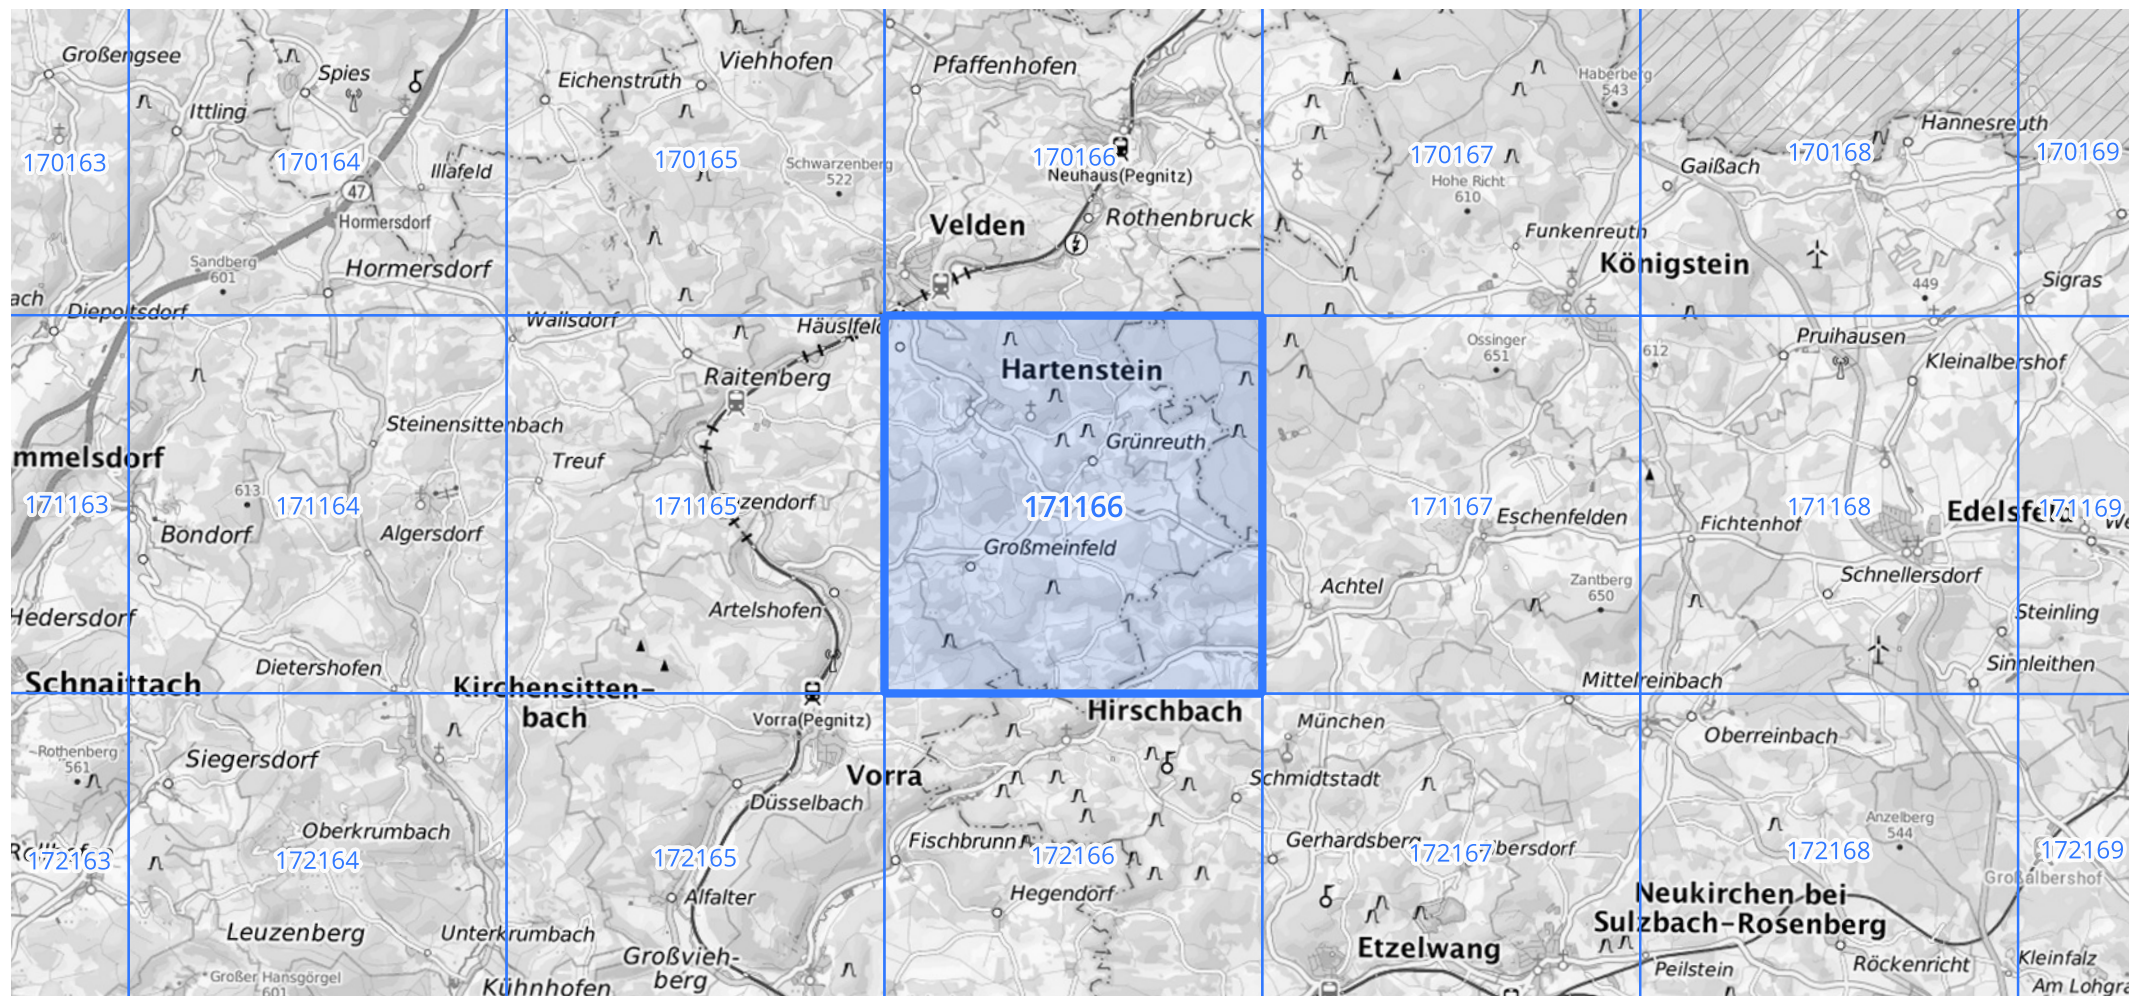 Großengsee
Spies
Ittling
170163
170164
Illafeld
47
Hormersdorf
Sandberg
601
Hormersdorf
Diepoltsdorf
Eichenstruth
Viehhofen
170165
Schwarzenberg
522
Pfaffenhofen
170166
Neuhaus(Pegnitz)
Velden
Rothenbruck
Haberberg
543
170167
Hohe Richt
610
Funkenreuth
Königstein
Hannesreuth
170168
170169
Gaißach
449
Sigras
Wallsdorf
Raitenberg
Steinensittenbach
mmelsdorf
Treuf
171163
613
171164
171165
zendorf
Bondorf
Algersdorf
Hedersdorf
Artelshofen
Dietershofen
Schnaittach
Kirchensitten-
bach
Vorra(Pegnitz)
Hartenstein
Grünreuth
171166
Großmeinfeld
Ossinger
651
612
Pruihausen
Kleinalbershof
171167
Eschenfelden
Fichtenhof
171168
171169
Achtel
Zantberg
650
Schnellersdorf
Steinling
Sinnleithen
Mittelreinbach
Hirschbach
München
Oberreinbach
Rothenberg
561
Siegersdorf
Vorra
Schmidtstadt
Düsselbach
Oberkrumbach
172163
172164
172165
Fischbrunn
172166
Gerhardsberg
172167
bersdorf
Anzelberg
544
172168
172169
Großalbershof
Alfalter
Hegendorf
Neukirchen bei
Sulzbach-Rosenberg
Leuzenberg
Unterkrumbach
Großvieh-
berg
Etzelwang
Großer Hansgörgel
601
Kühnhofen
Peilstein
Röckenricht
Kleinfalz